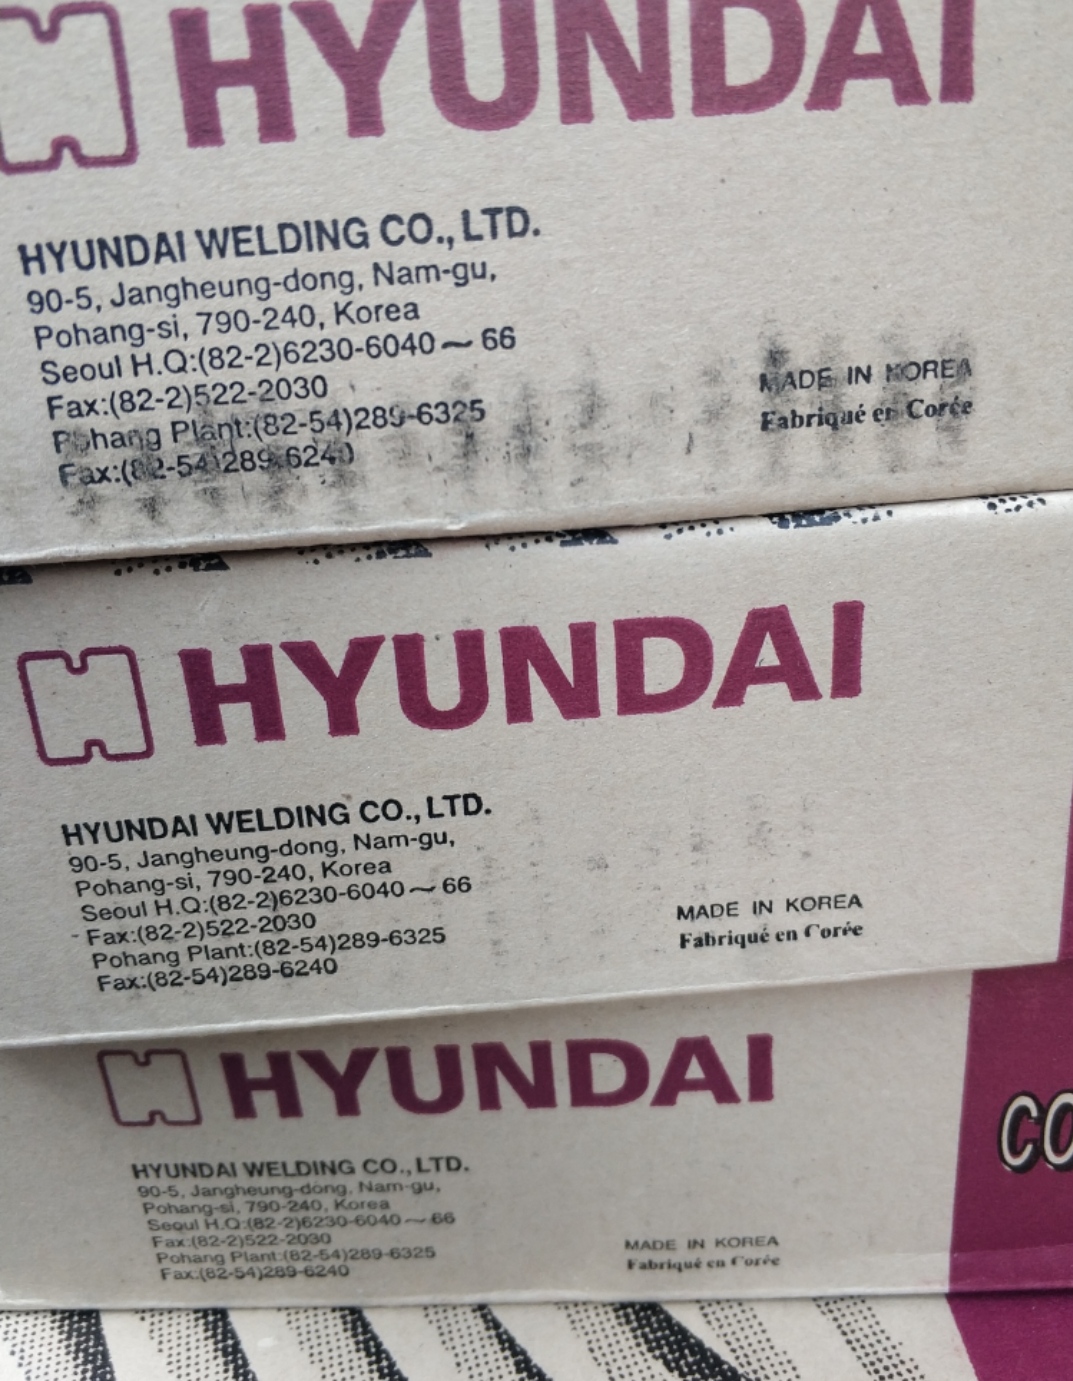 HYUNDAI
HYUNDAI WELDING CO., LTD.
90-5, Jangheung-dong, Nam-gu,
Pohang-si, 790-240, Korea
Seoul H.Q:(82-2)6230-6040~66
Fax:(82-2)522-2030
Pohang Plant:(82-54)289-6325
Fax:(82-54)289-6240
MADE IN KOREA
Fabriqué en Corée
HYUNDAI
HYUNDAI WELDING CO., LTD.
90-5, Jangheung-dong, Nam-gu,
Pohang-si, 790-240, Korea
Seoul H.Q:(82-2)6230-6040~66
Fax:(82-2)522-2030
Pohang Plant:(82-54)289-6325
Fax:(82-54)289-6240
MADE IN KOREA
Fabriqué en Corée
HYUNDAI
CO
HYUNDAI WELDING CO., LTD.
90-5, Jangheung-dong, Nam-gu,
Pohang-si, 790-240, Korea
Seoul H.Q:(82-2)6230-6040~66
Fax:(82-2)522-2030
Pohang Plant:(82-54)289-6325
Fax:(82-54)289-6240
MADE IN KOREA
Fabriqué en Corée